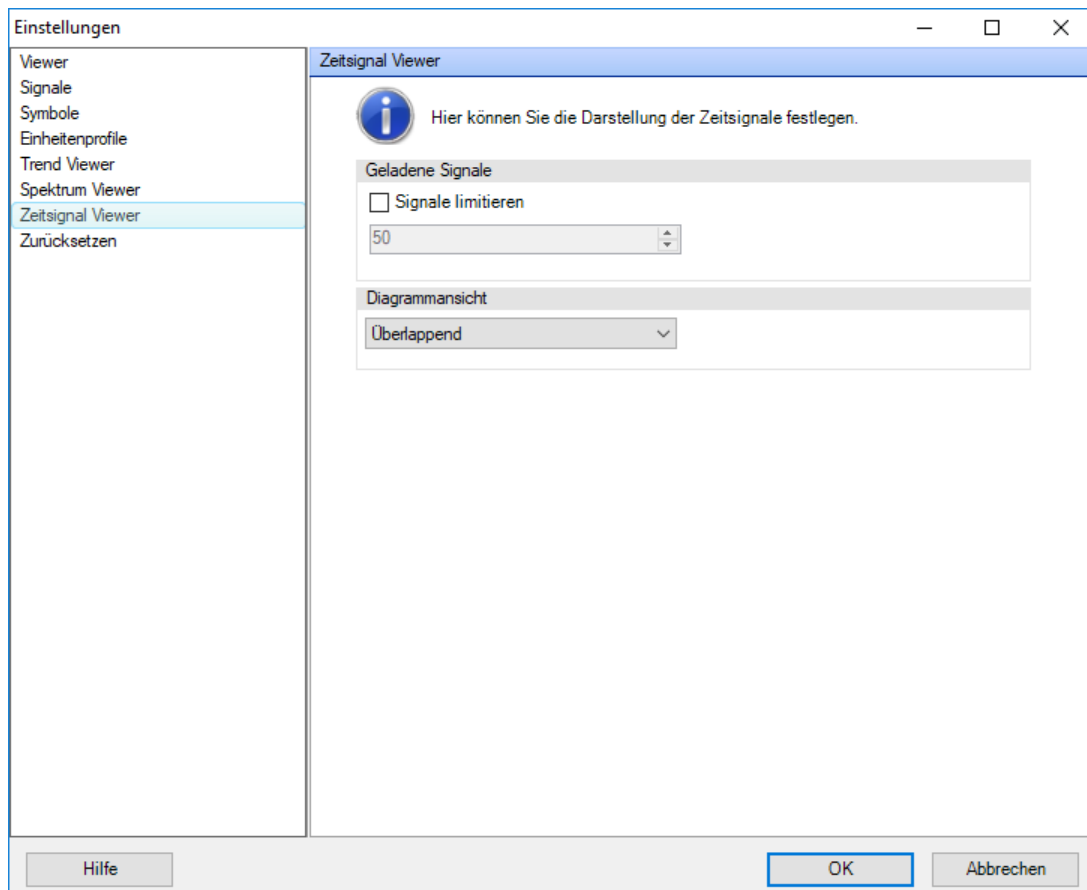 Einstellungen
Viewer
Signale
Symbole
Einheitenprofile
Trend Viewer
Spektrum Viewer
Zeitsignal Viewer
Zurücksetzen
Zeitsignal Viewer
Hier können Sie die Darstellung der Zeitsignale festlegen.
Geladene Signale
Signale limitieren
50
Diagrammansicht
Überlappend
Hilfe
OK
Abbrechen